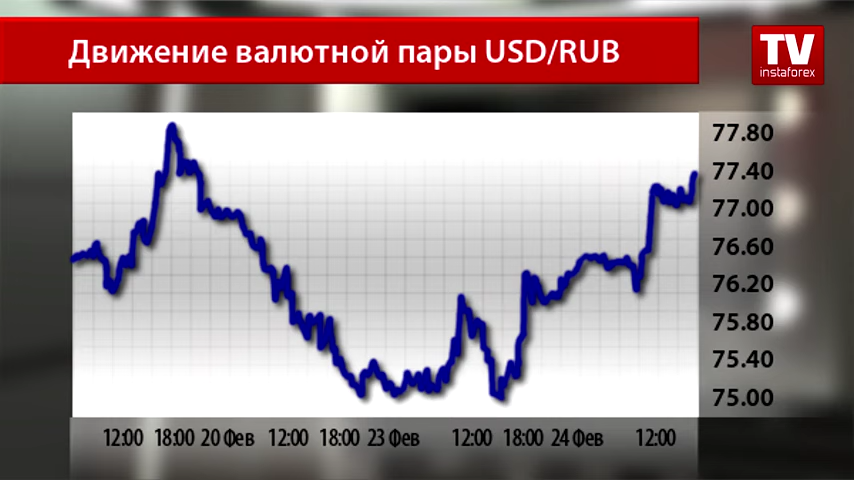 Движение валютной пары USD/RUB
TV
instaforex
77.80
77.40
77.00
76.60
76.20
75.80
75.40
75.00
12:00 18:00 20 Фев 12:00 18:00 23 Фев 12:00 18:00 24 Фев 12:00